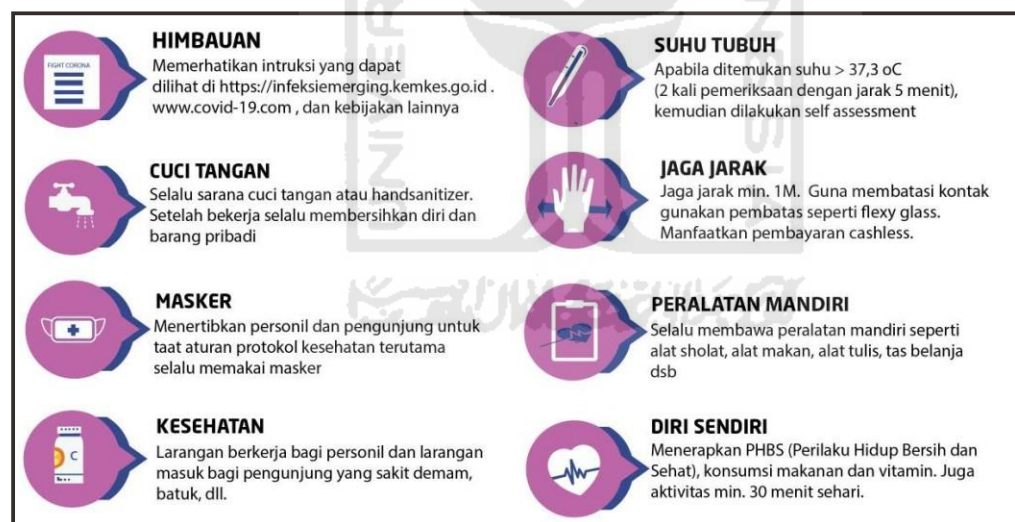 HIMBAUAN
Memerhatikan intruksi yang dapat
dilihat di https://infeksiemerging.kemkes.go.id .
www.covid-19.com , dan kebijakan lainnya
FIGHT CORONA
CUCI TANGAN
Selalu sarana cuci tangan atau handsanitizer.
Setelah bekerja selalu membersihkan diri dan
barang pribadi
MASKER
Menertibkan personil dan pengunjung untuk
taat aturan protokol kesehatan terutama
selalu memakai masker
KESEHATAN
Larangan berkerja bagi personil dan larangan
masuk bagi pengunjung yang sakit demam,
batuk, dll.
C
SUHU TUBUH
Apabila ditemukan suhu > 37,3 oC
(2 kali pemeriksaan dengan jarak 5 menit),
kemudian dilakukan self assessment
JAGA JARAK
Jaga jarak min. 1M. Guna membatasi kontak
gunakan pembatas seperti flexy glass.
Manfaatkan pembayaran cashless.
PERALATAN MANDIRI
Selalu membawa peralatan mandiri seperti
alat sholat, alat makan, alat tulis, tas belanja
dsb
DIRI SENDIRI
Menerapkan PHBS (Perilaku Hidup Bersih dan
Sehat), konsumsi makanan dan vitamin. Juga
aktivitas min. 30 menit sehari.